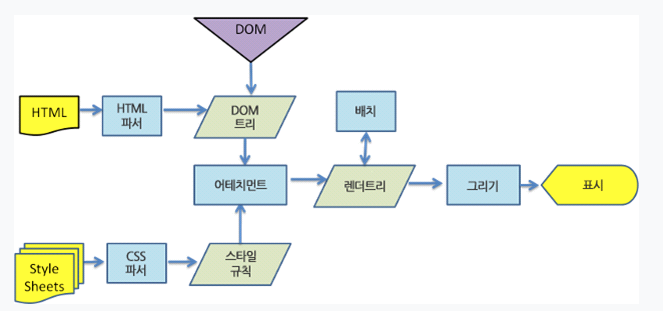 DOM
HTML
HTML
파서
DOM
트리
배치
어테치먼트
렌더트리
그리기
표시
Style
Sheets
CSS
파서
스타일
규칙